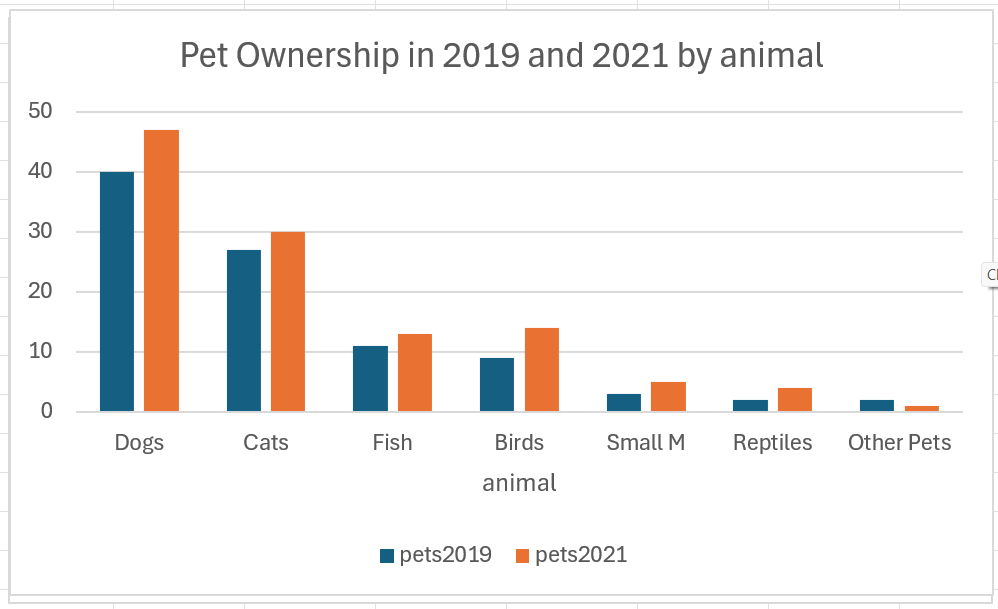 Pet Ownership in 2019 and 2021 by animal
50
40
30
20
10
0
Dogs Cats Fish Birds Small M Reptiles Other Pets
animal
pets2019 pets2021